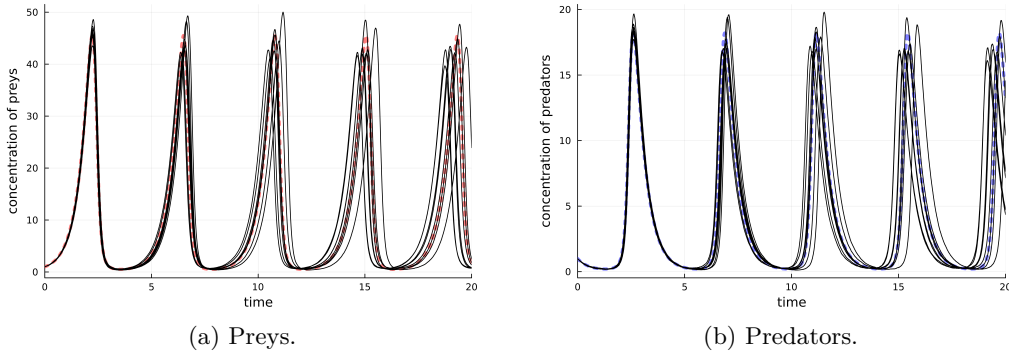 concentration of preys
50
40
30
20
10
0
0 5 10 15 20
time
(a) Preys.
concentration of predators
20
15
10
5
0
0 5 10 15 20
time
(b) Predators.